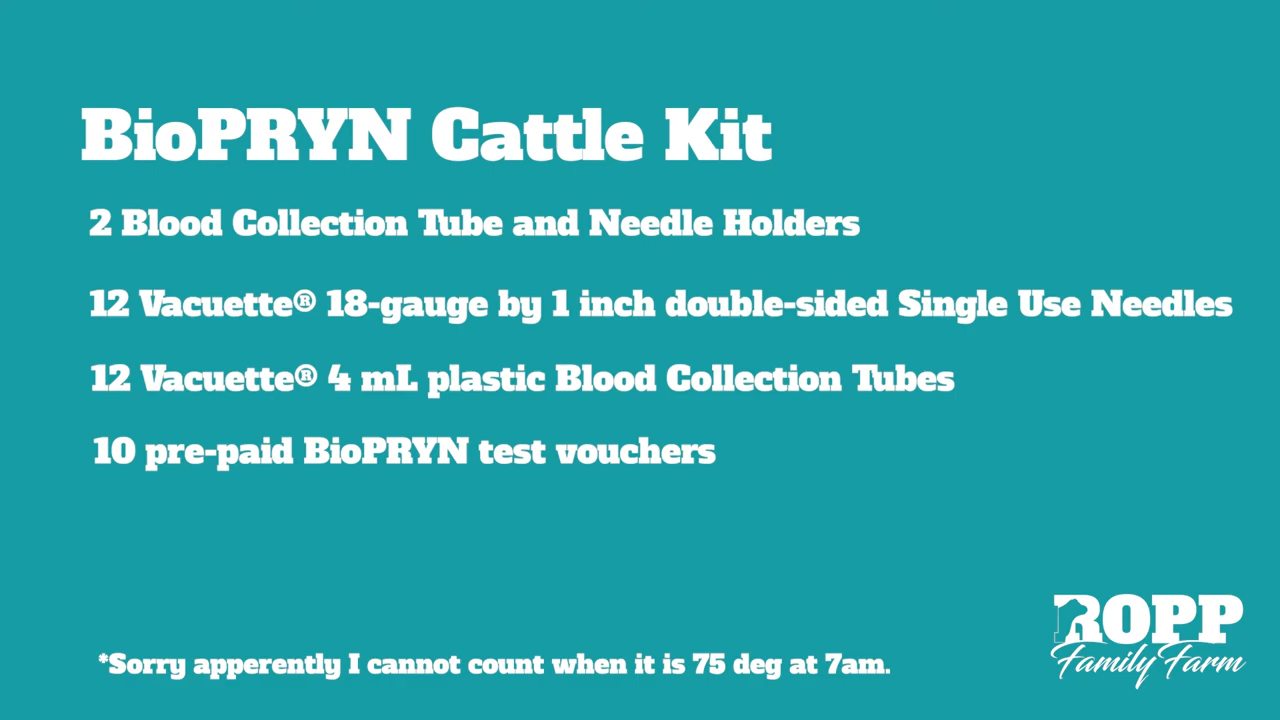 BioPRYN Cattle Kit
2 Blood Collection Tube and Needle Holders
12 Vacuette® 18-gauge by 1 inch double-sided Single Use Needles
12 Vacuette® 4 mL plastic Blood Collection Tubes
10 pre-paid BioPRYN test vouchers
*Sorry apperently I cannot count when it is 75 deg at 7am.
ROPP
Family Farm